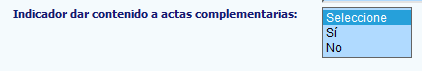 Indicador dar contenido a actas complementarias:
Seleccione
Sí
No